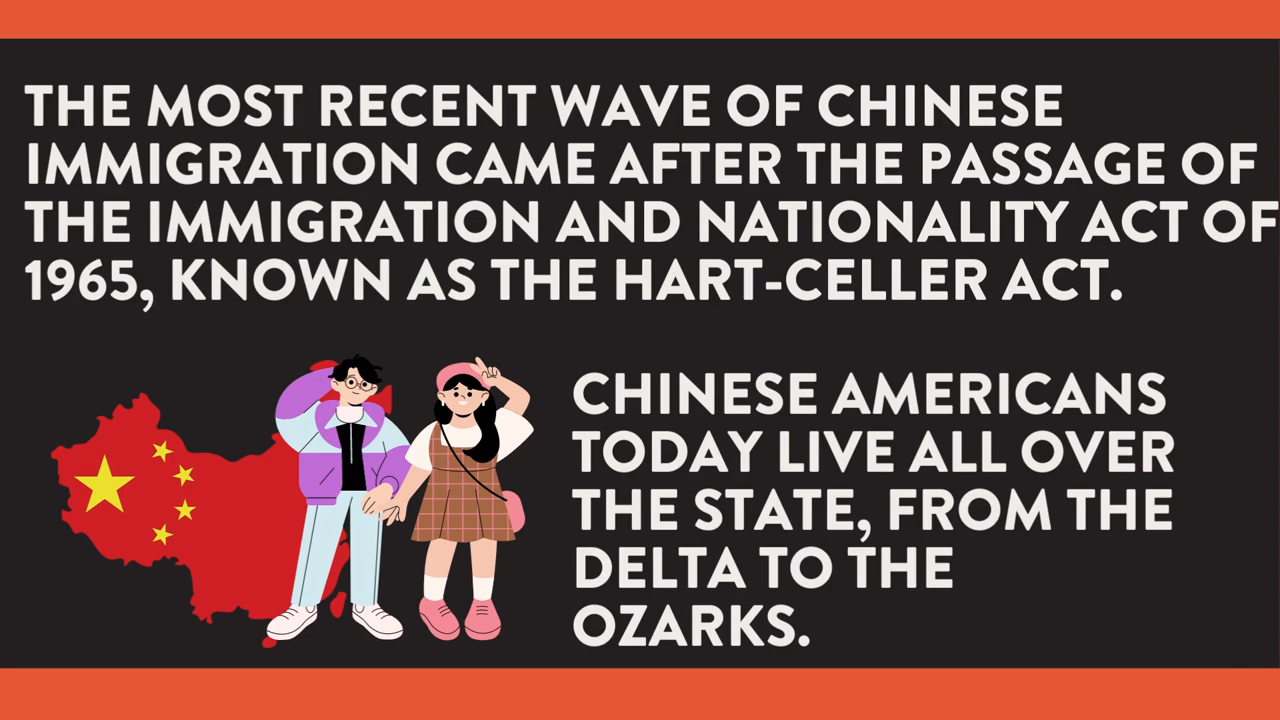 THE MOST RECENT WAVE OF CHINESE
IMMIGRATION CAME AFTER THE PASSAGE OF
THE IMMIGRATION AND NATIONALITY ACT OF
1965, KNOWN AS THE HART-CELLER ACT.
CHINESE AMERICANS
TODAY LIVE ALL OVER
THE STATE, FROM THE
DELTA TO THE
OZARKS.